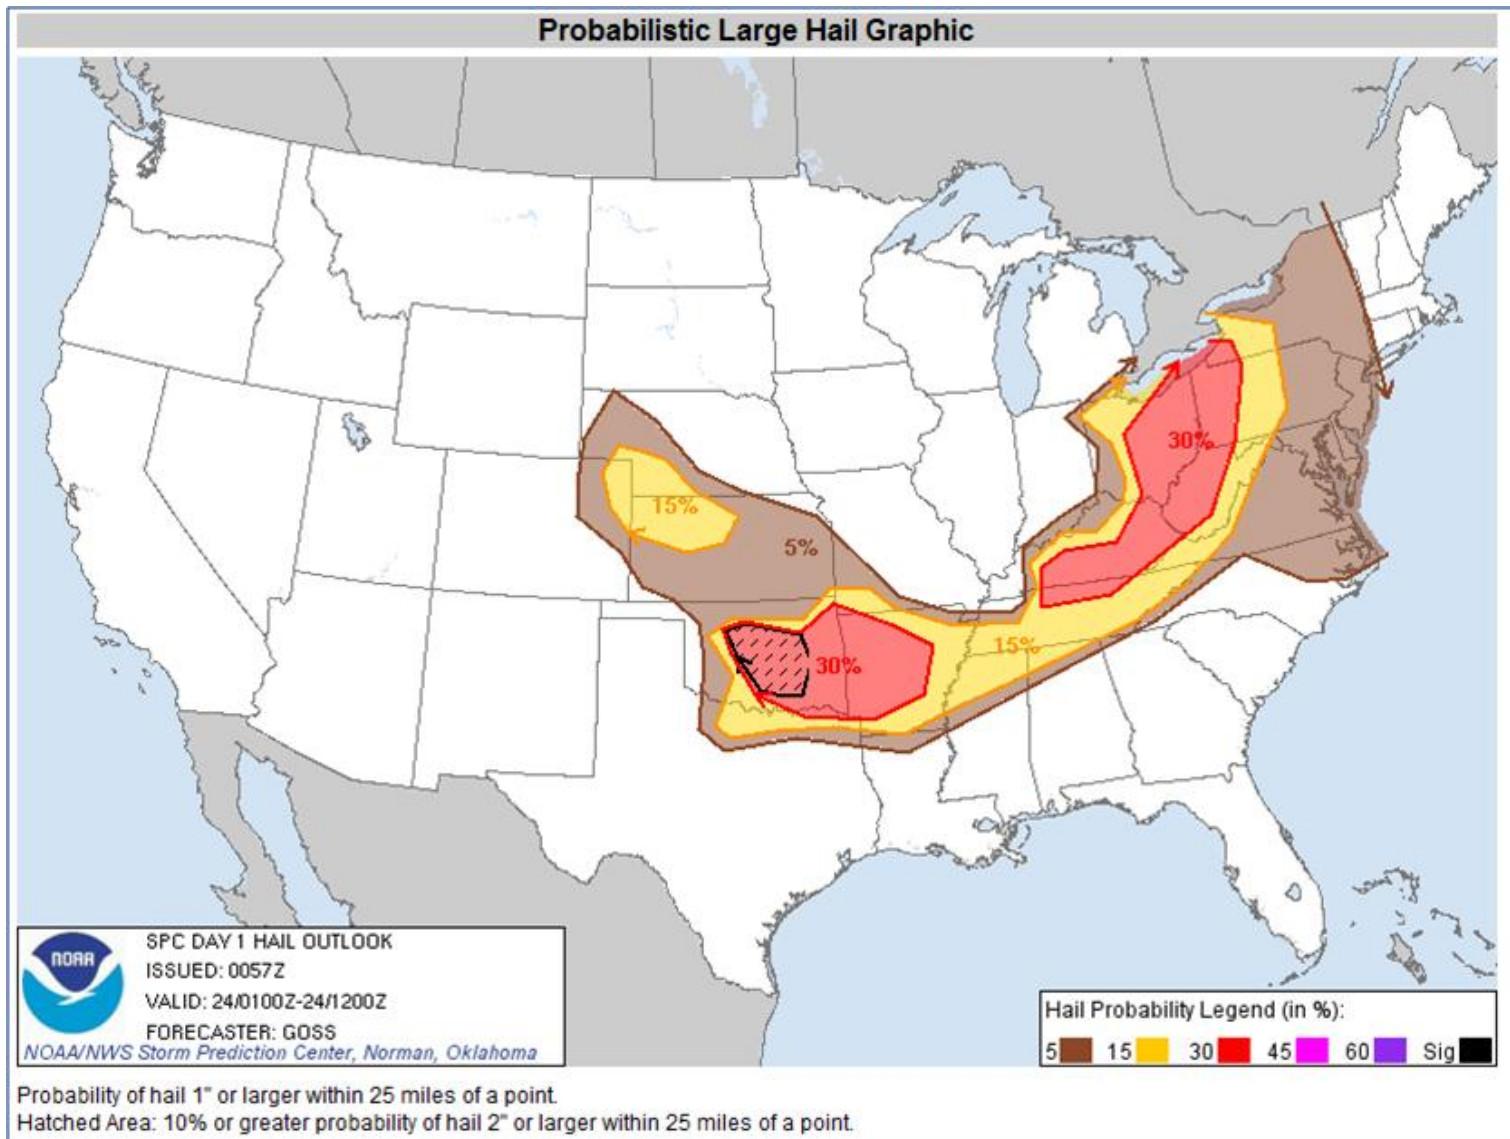 Probabilistic Large Hail Graphic
30%
15%
5%
15%
30%
NOAA
SPC DAY 1 HAIL OUTLOOK
ISSUED: 0057Z
VALID: 24/0100Z-24/1200Z
FORECASTER: GOSS
NOAA/NWS Storm Prediction Center, Norman, Oklahoma
Hail Probability Legend (in %):
5 15 30 45 60 Sig
Probability of hail 1" or larger within 25 miles of a point.
Hatched Area: 10% or greater probability of hail 2" or larger within 25 miles of a point.